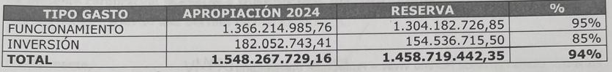 TIPO GASTO APROPIACIÓN 2024 RESERVA %
FUNCIONAMIENTO 1.366.214.985,76 1.304.182.726,85 95%
INVERSIÓN 182.052.743,41 154.536.715,50 85%
TOTAL 1.548.267.729,16 1.458.719.442,35 94%